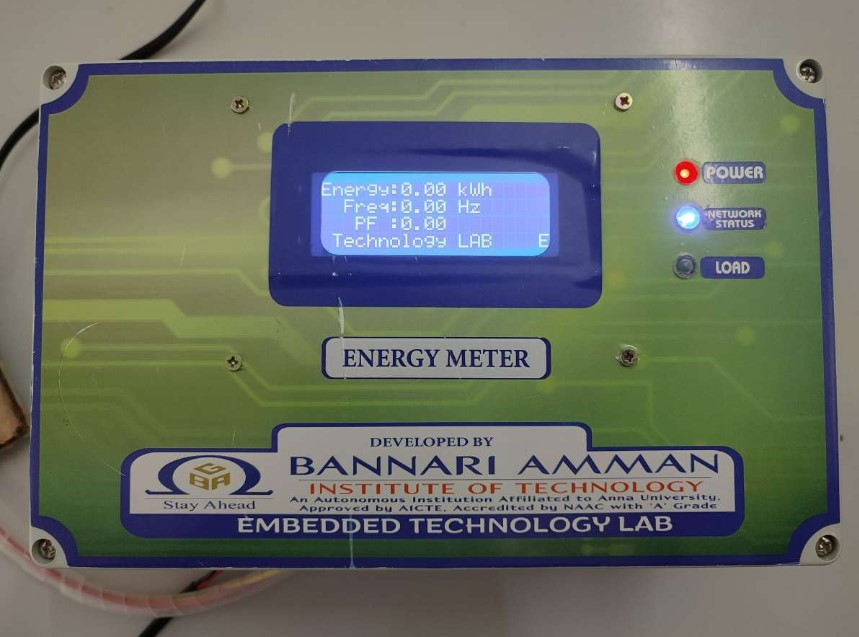 Energy:0.00 kWh
Freq:0.00 Hz
PF :0.00
Technology LAB E
POWER
NETWORK
STATUS
LOAD
ENERGY METER
DEVELOPED BY
BANNARI AMMAN
INSTITUTE OF TECHNOLOGY
An Autonomous Institution Affiliated to Anna University.
Approved by AICTE, Accredited by NAAC with 'A' Grade
GBA
Stay Ahead
EMBEDDED TECHNOLOGY LAB